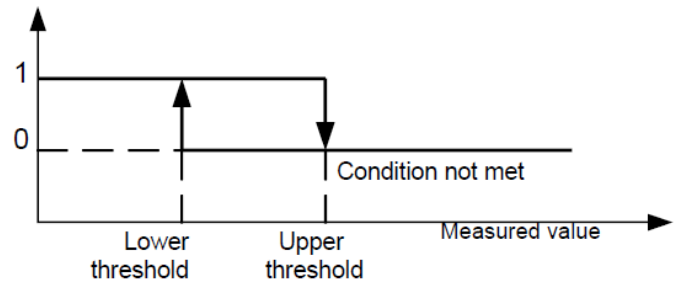 1
0
Condition not met
Lower
threshold
Upper
threshold
Measured value